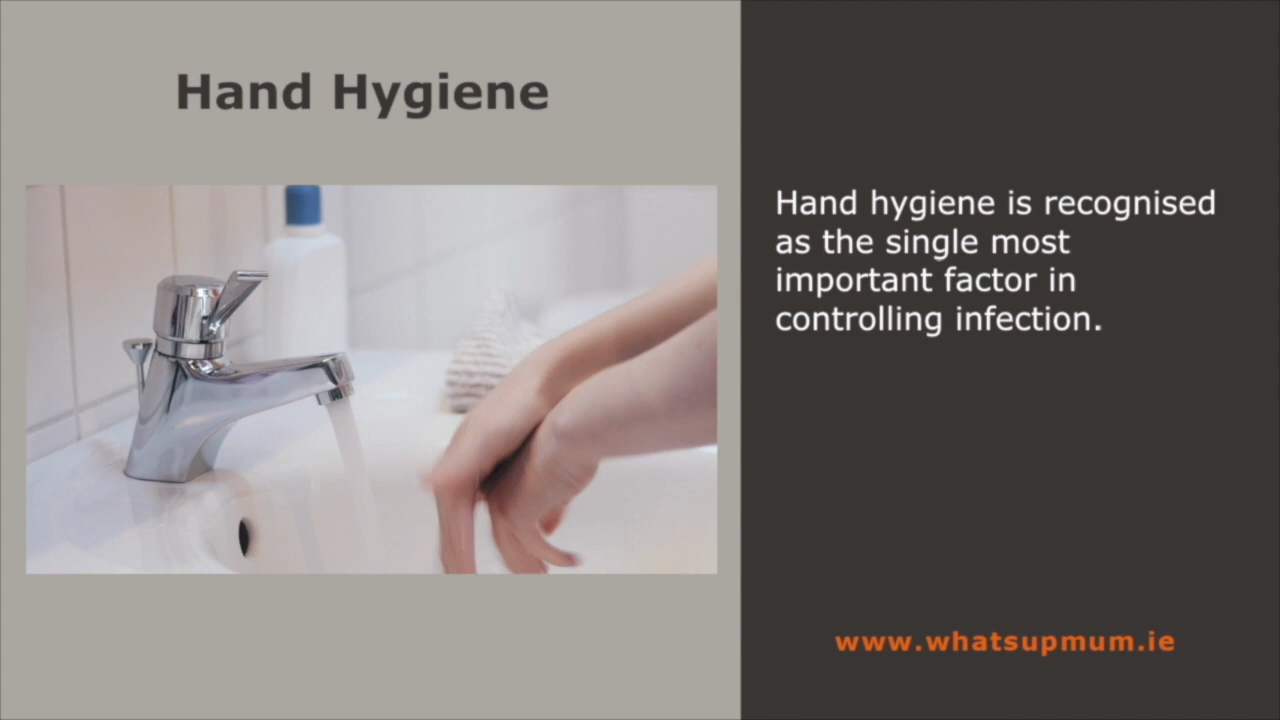 Hand Hygiene
Hand hygiene is recognised
as the single most
important factor in
controlling infection.
www.whatsupmum.ie